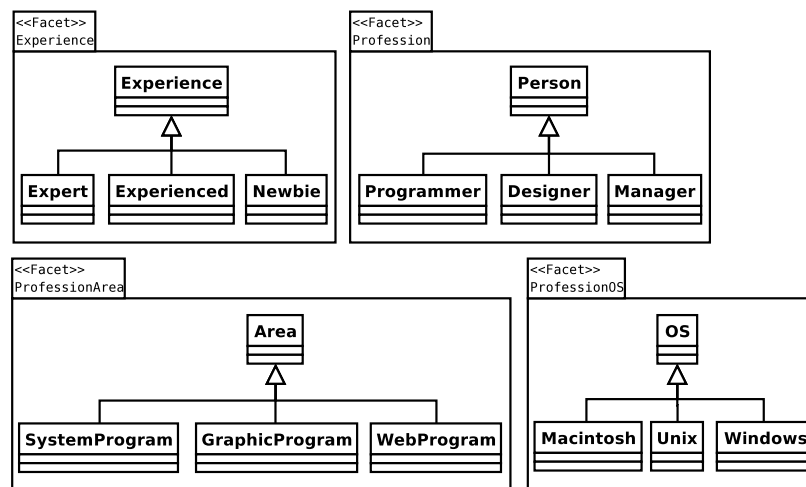 <<Facet>>
Experience
Experience
Expert
Experienced
Newbie
<<Facet>>
Profession
Person
Programmer
Designer
Manager
<<Facet>>
ProfessionArea
Area
SystemProgram
GraphicProgram
WebProgram
<<Facet>>
ProfessionOS
OS
Macintosh
Unix
Windows